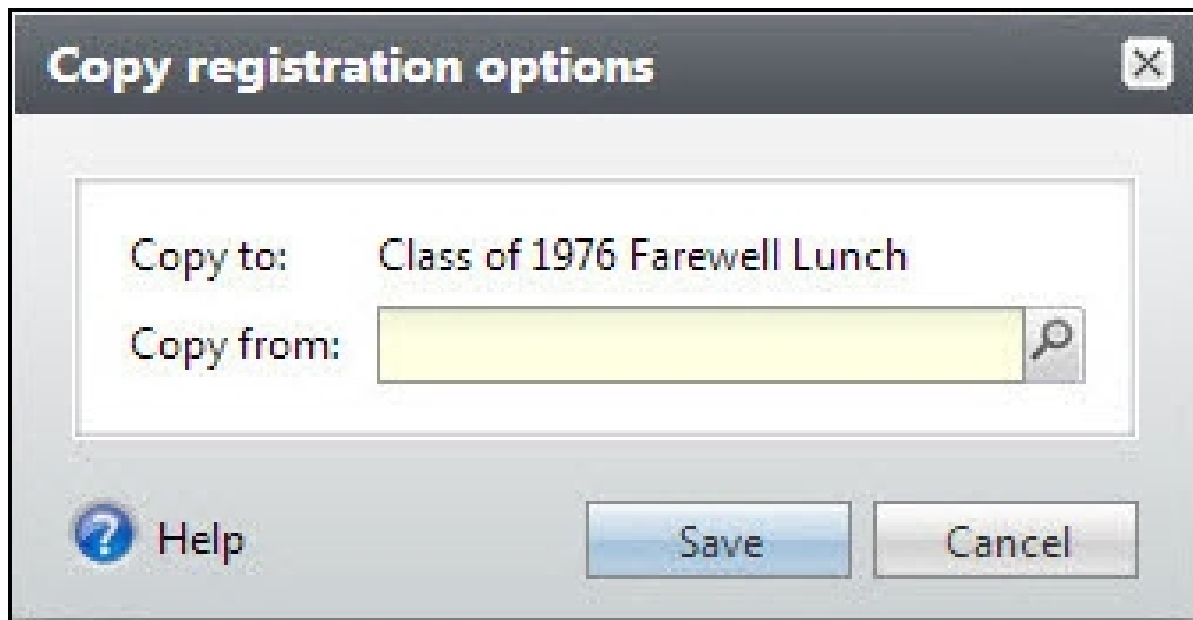 Copy registration options
Copy to: Class of 1976 Farewell Lunch
Copy from:
Help Save Cancel